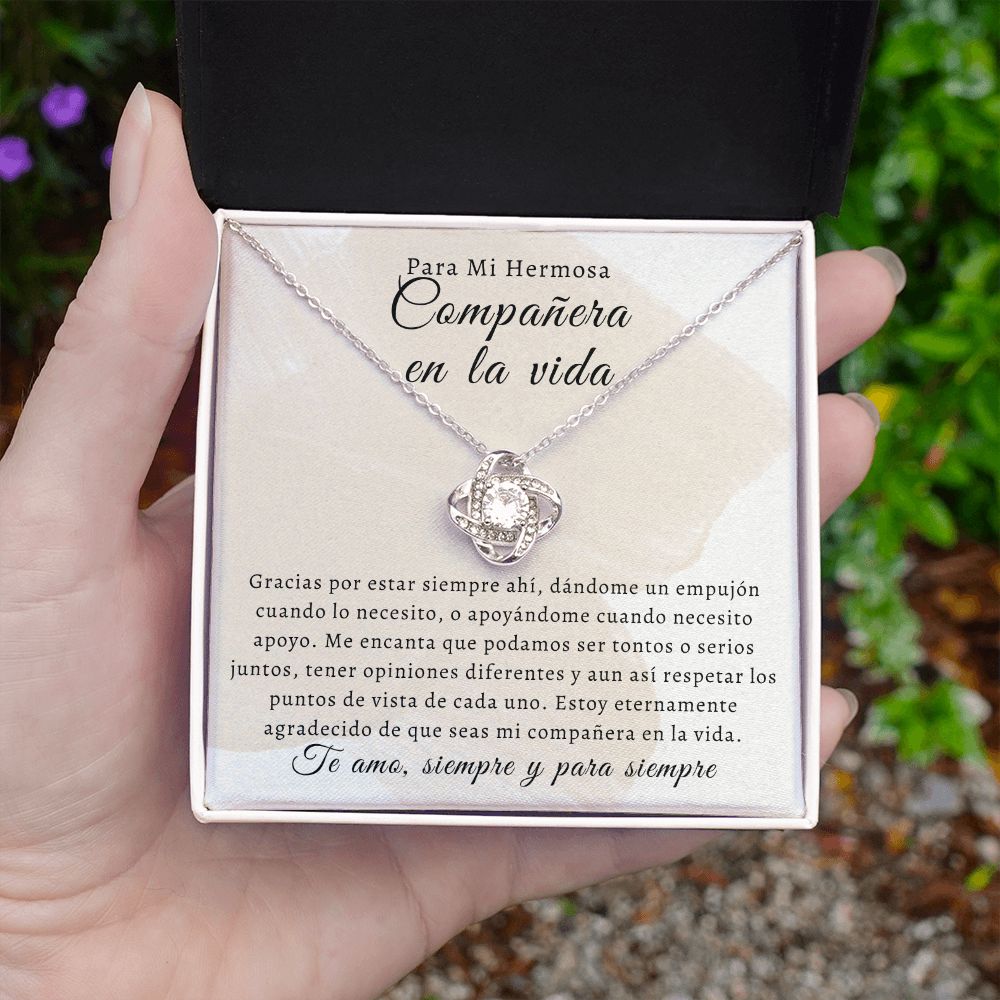 Para Mi Hermosa
Compañera
en la vida
Gracias por estar siempre ahí, dándome un empujón
cuando lo necesito, o apoyándome cuando necesito
apoyo. Me encanta que podamos ser tontos o serios
juntos, tener opiniones diferentes y aun así respetar los
puntos de vista de cada uno. Estoy eternamente
agradecido de que seas mi compañera en la vida.
Te amo, siempre y para siempre